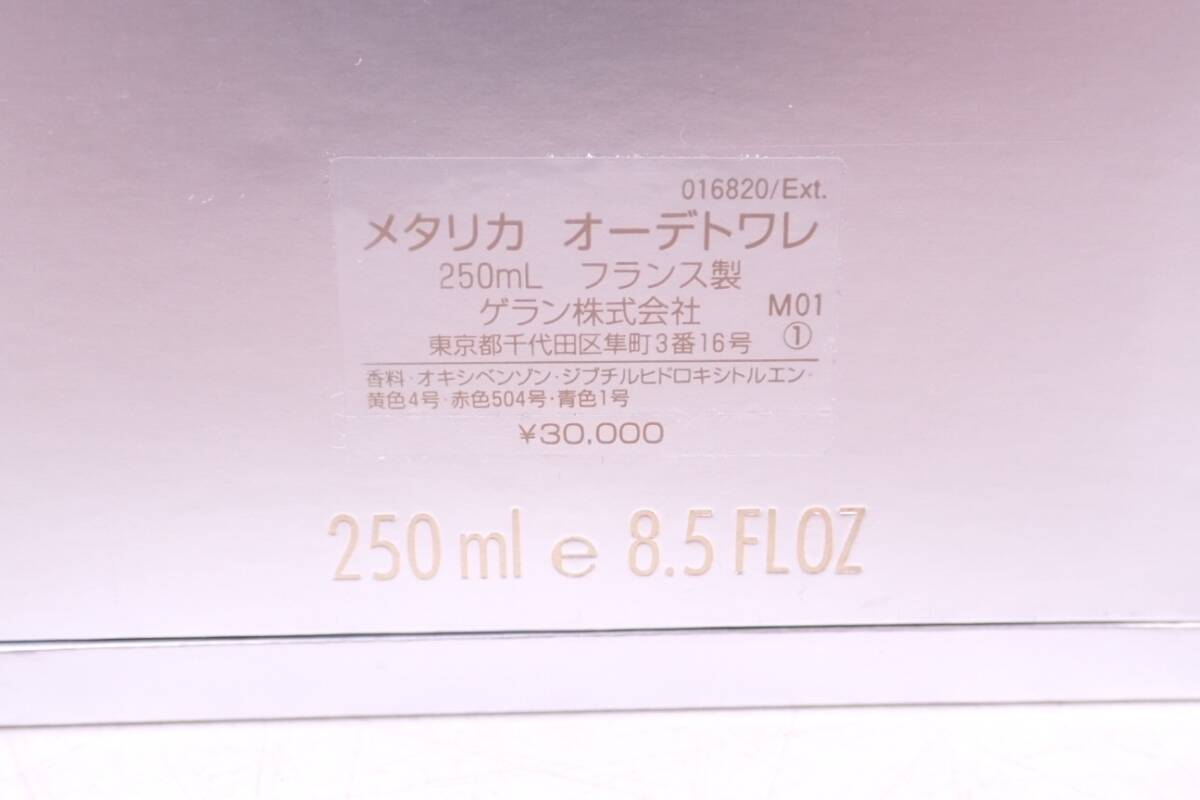 016820/Ext.
メタリカ オーデトワレ
250mL フランス製
ゲラン株式会社 M01
東京都千代田区隼町3番16号 ①
香料・オキシベンゾン・ジブチルヒドロキシトルエン・
黄色4号・赤色504号・青色1号
¥30,000
250 ml e 8.5 FL OZ